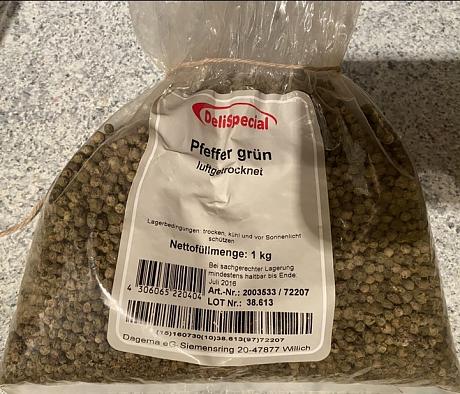 DeliSpecial
Pfeffer grün
luftgetrocknet
Lagerbedingungen: trocken, kühl und vor Sonnenlicht
schützen
Nettofüllmenge: 1 kg
Bei sachgerechter Lagerung
mindestens haltbar bis Ende:
Juli 2016
Art.-Nr.: 2003533 / 72207
LOT Nr.: 38.613
4 306065 220404
(15)160730(10)38.613(97)72207
Dagema eG- Siemensring 20-47877 Willich